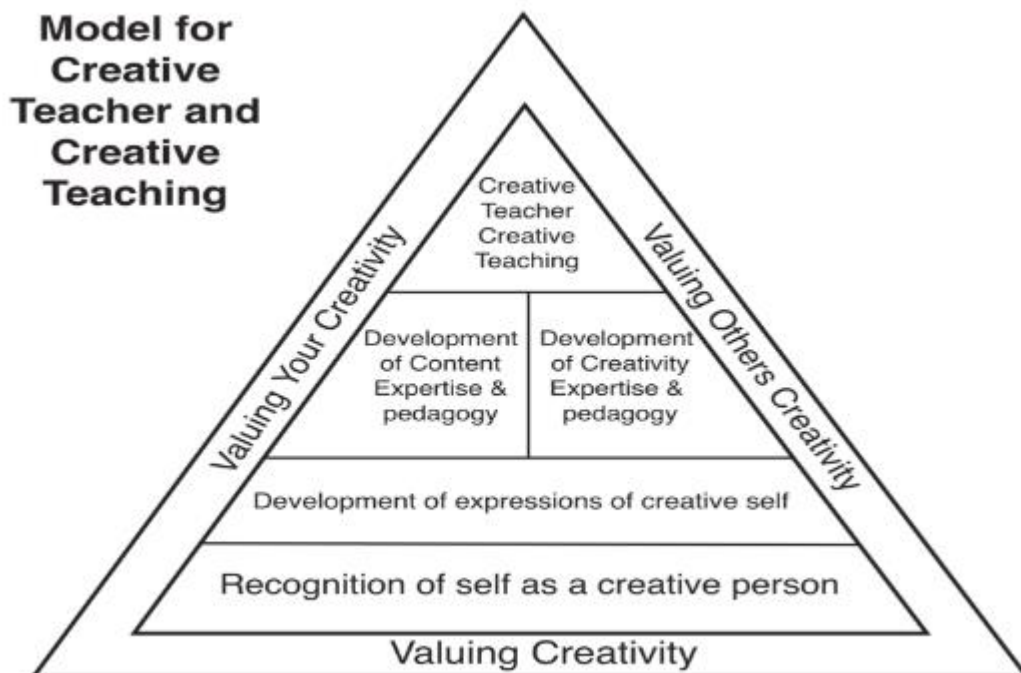 Model for
Creative
Teacher and
Creative
Teaching
Creative
Teacher
Creative
Teaching
Valuing Your Creativity
Valuing Others Creativity
Development
of Content
Expertise &
pedagogy
Development
of Creativity
Expertise &
pedagogy
Development of expressions of creative self
Recognition of self as a creative person
Valuing Creativity